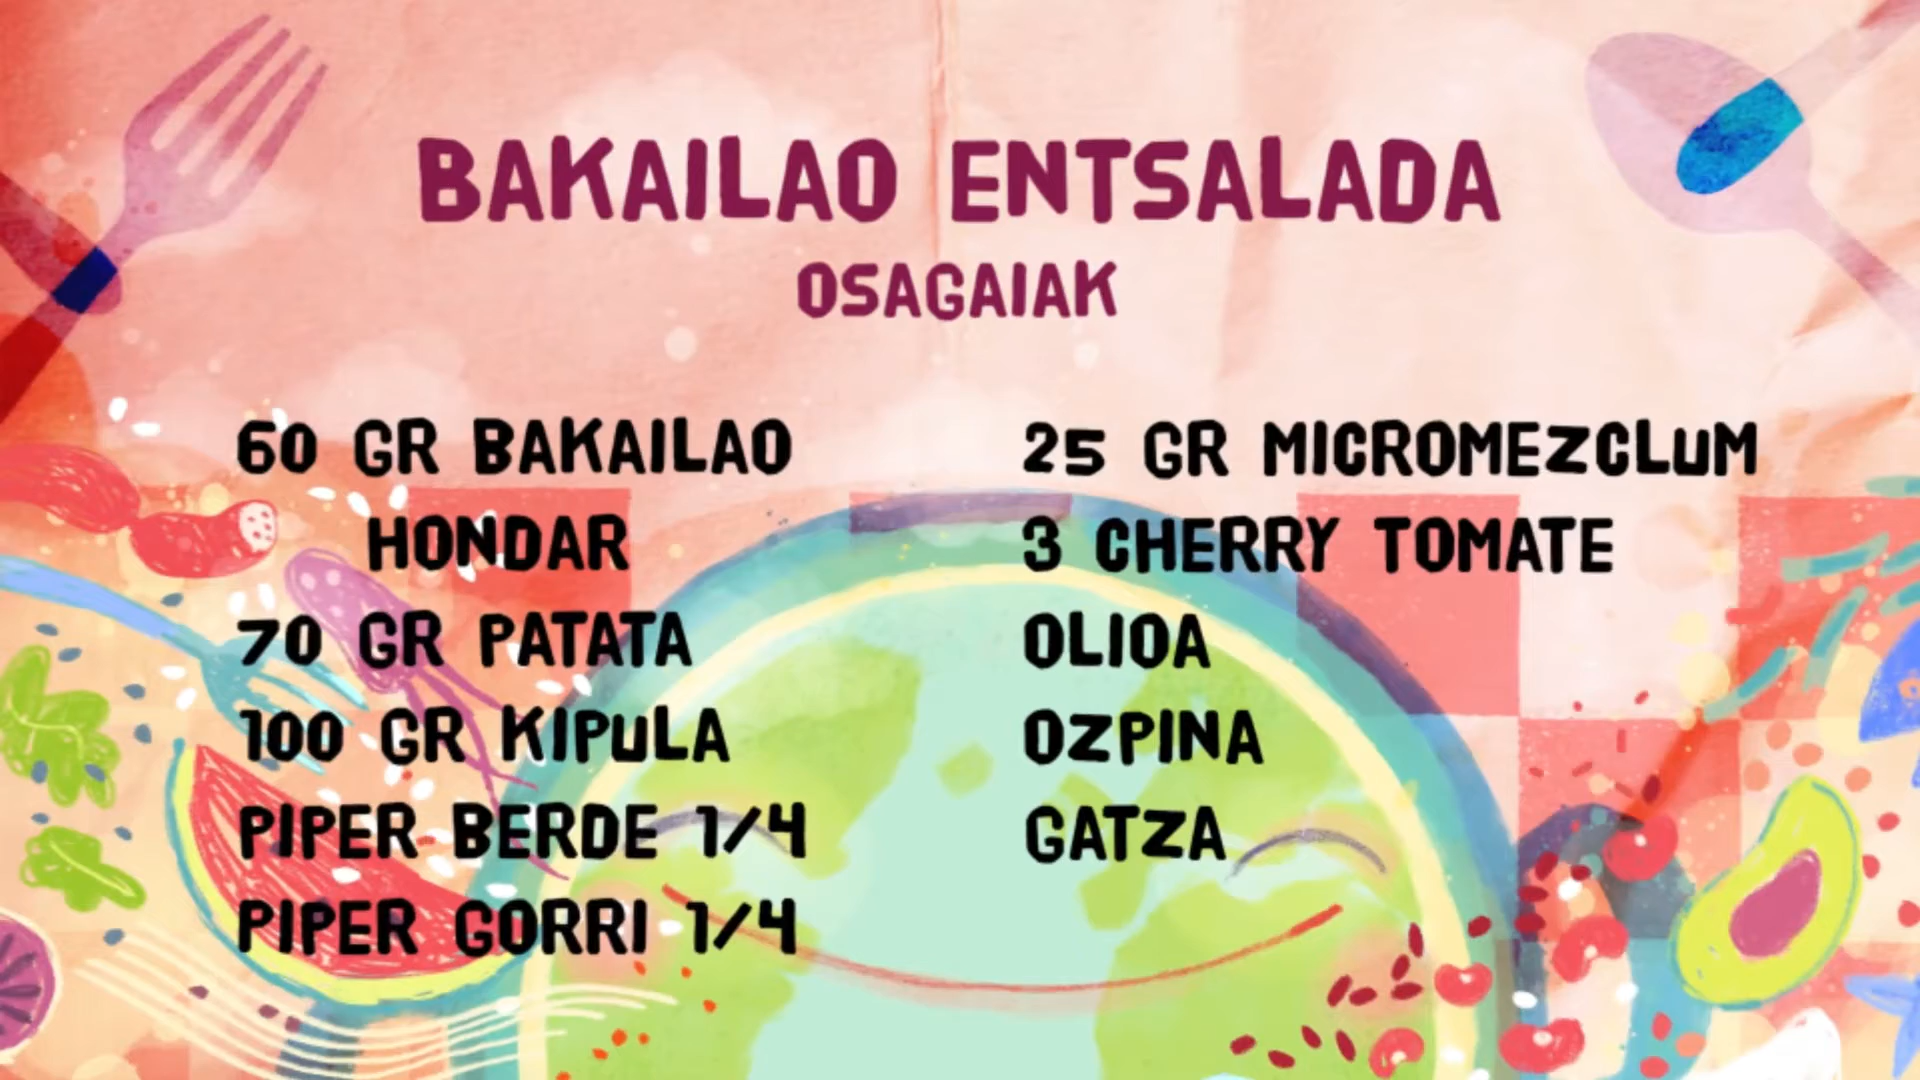 BAKAILAO ENTSALADA
OSAGAIAK
60 GR BAKAILAO
HONDAR
70 GR PATATA
100 GR KIPULA
PIPER BERDE 1/4
PIPER GORRI 1/4
25 GR MICROMEZCLUM
3 CHERRY TOMATE
OLIOA
OZPINA
GATZA